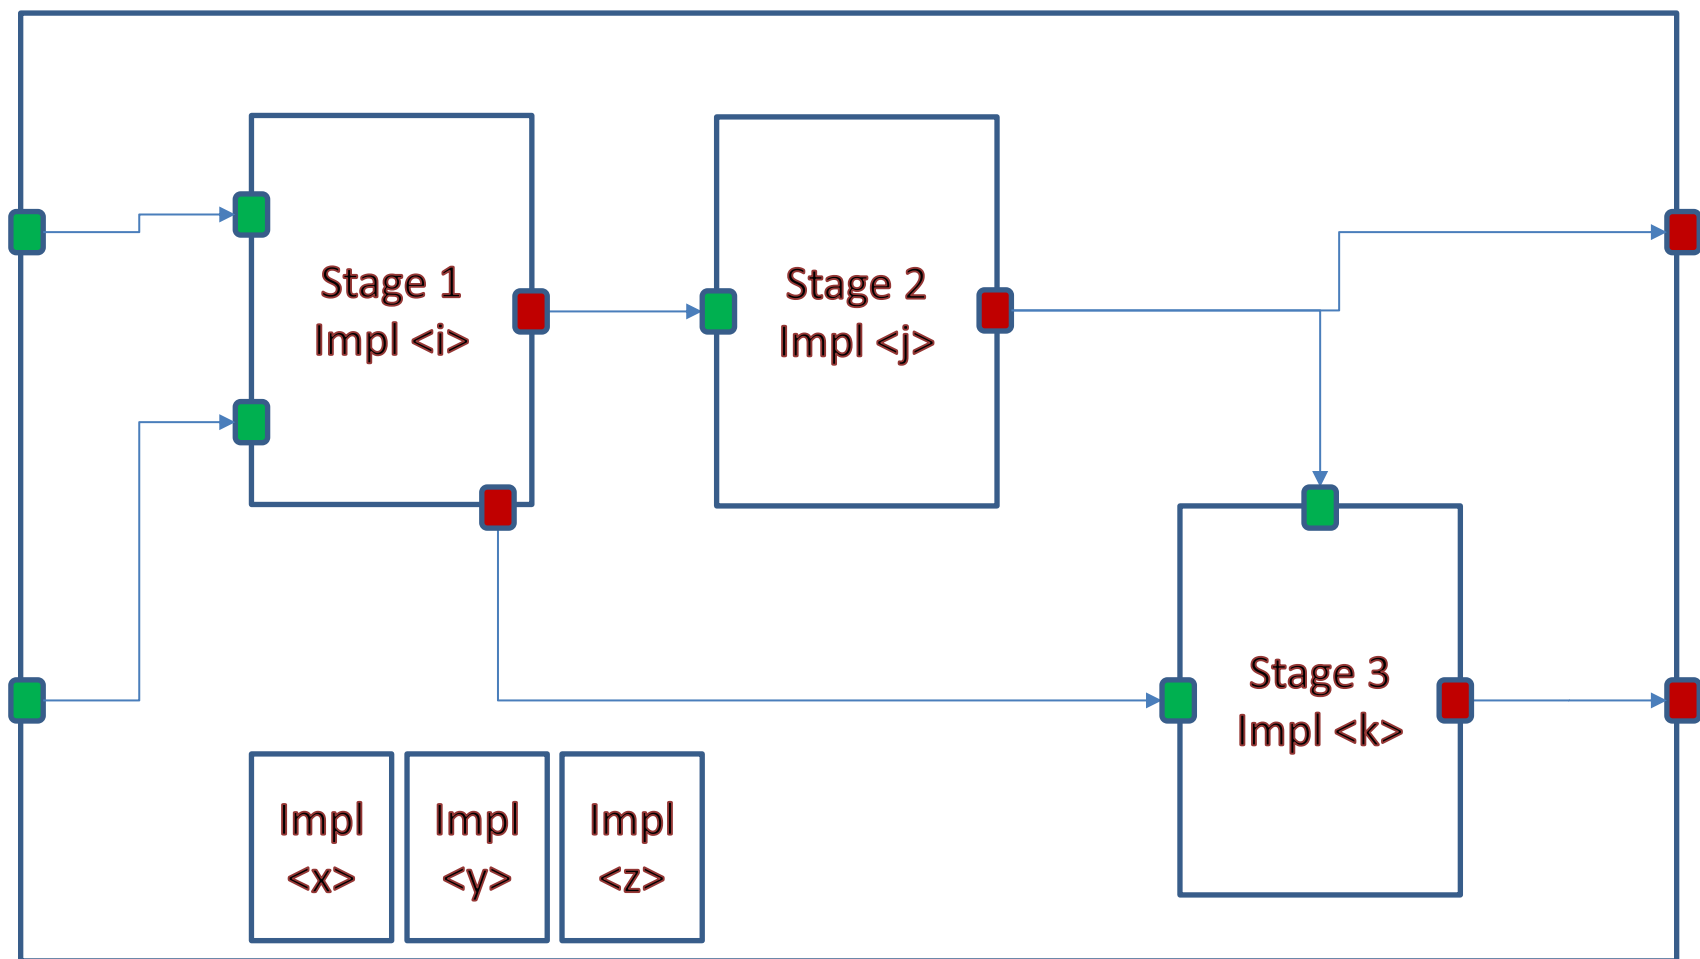 Stage 1
Impl <i>
Stage 2
Impl <j>
Stage 3
Impl <k>
Impl
<x>
Impl
<y>
Impl
<z>